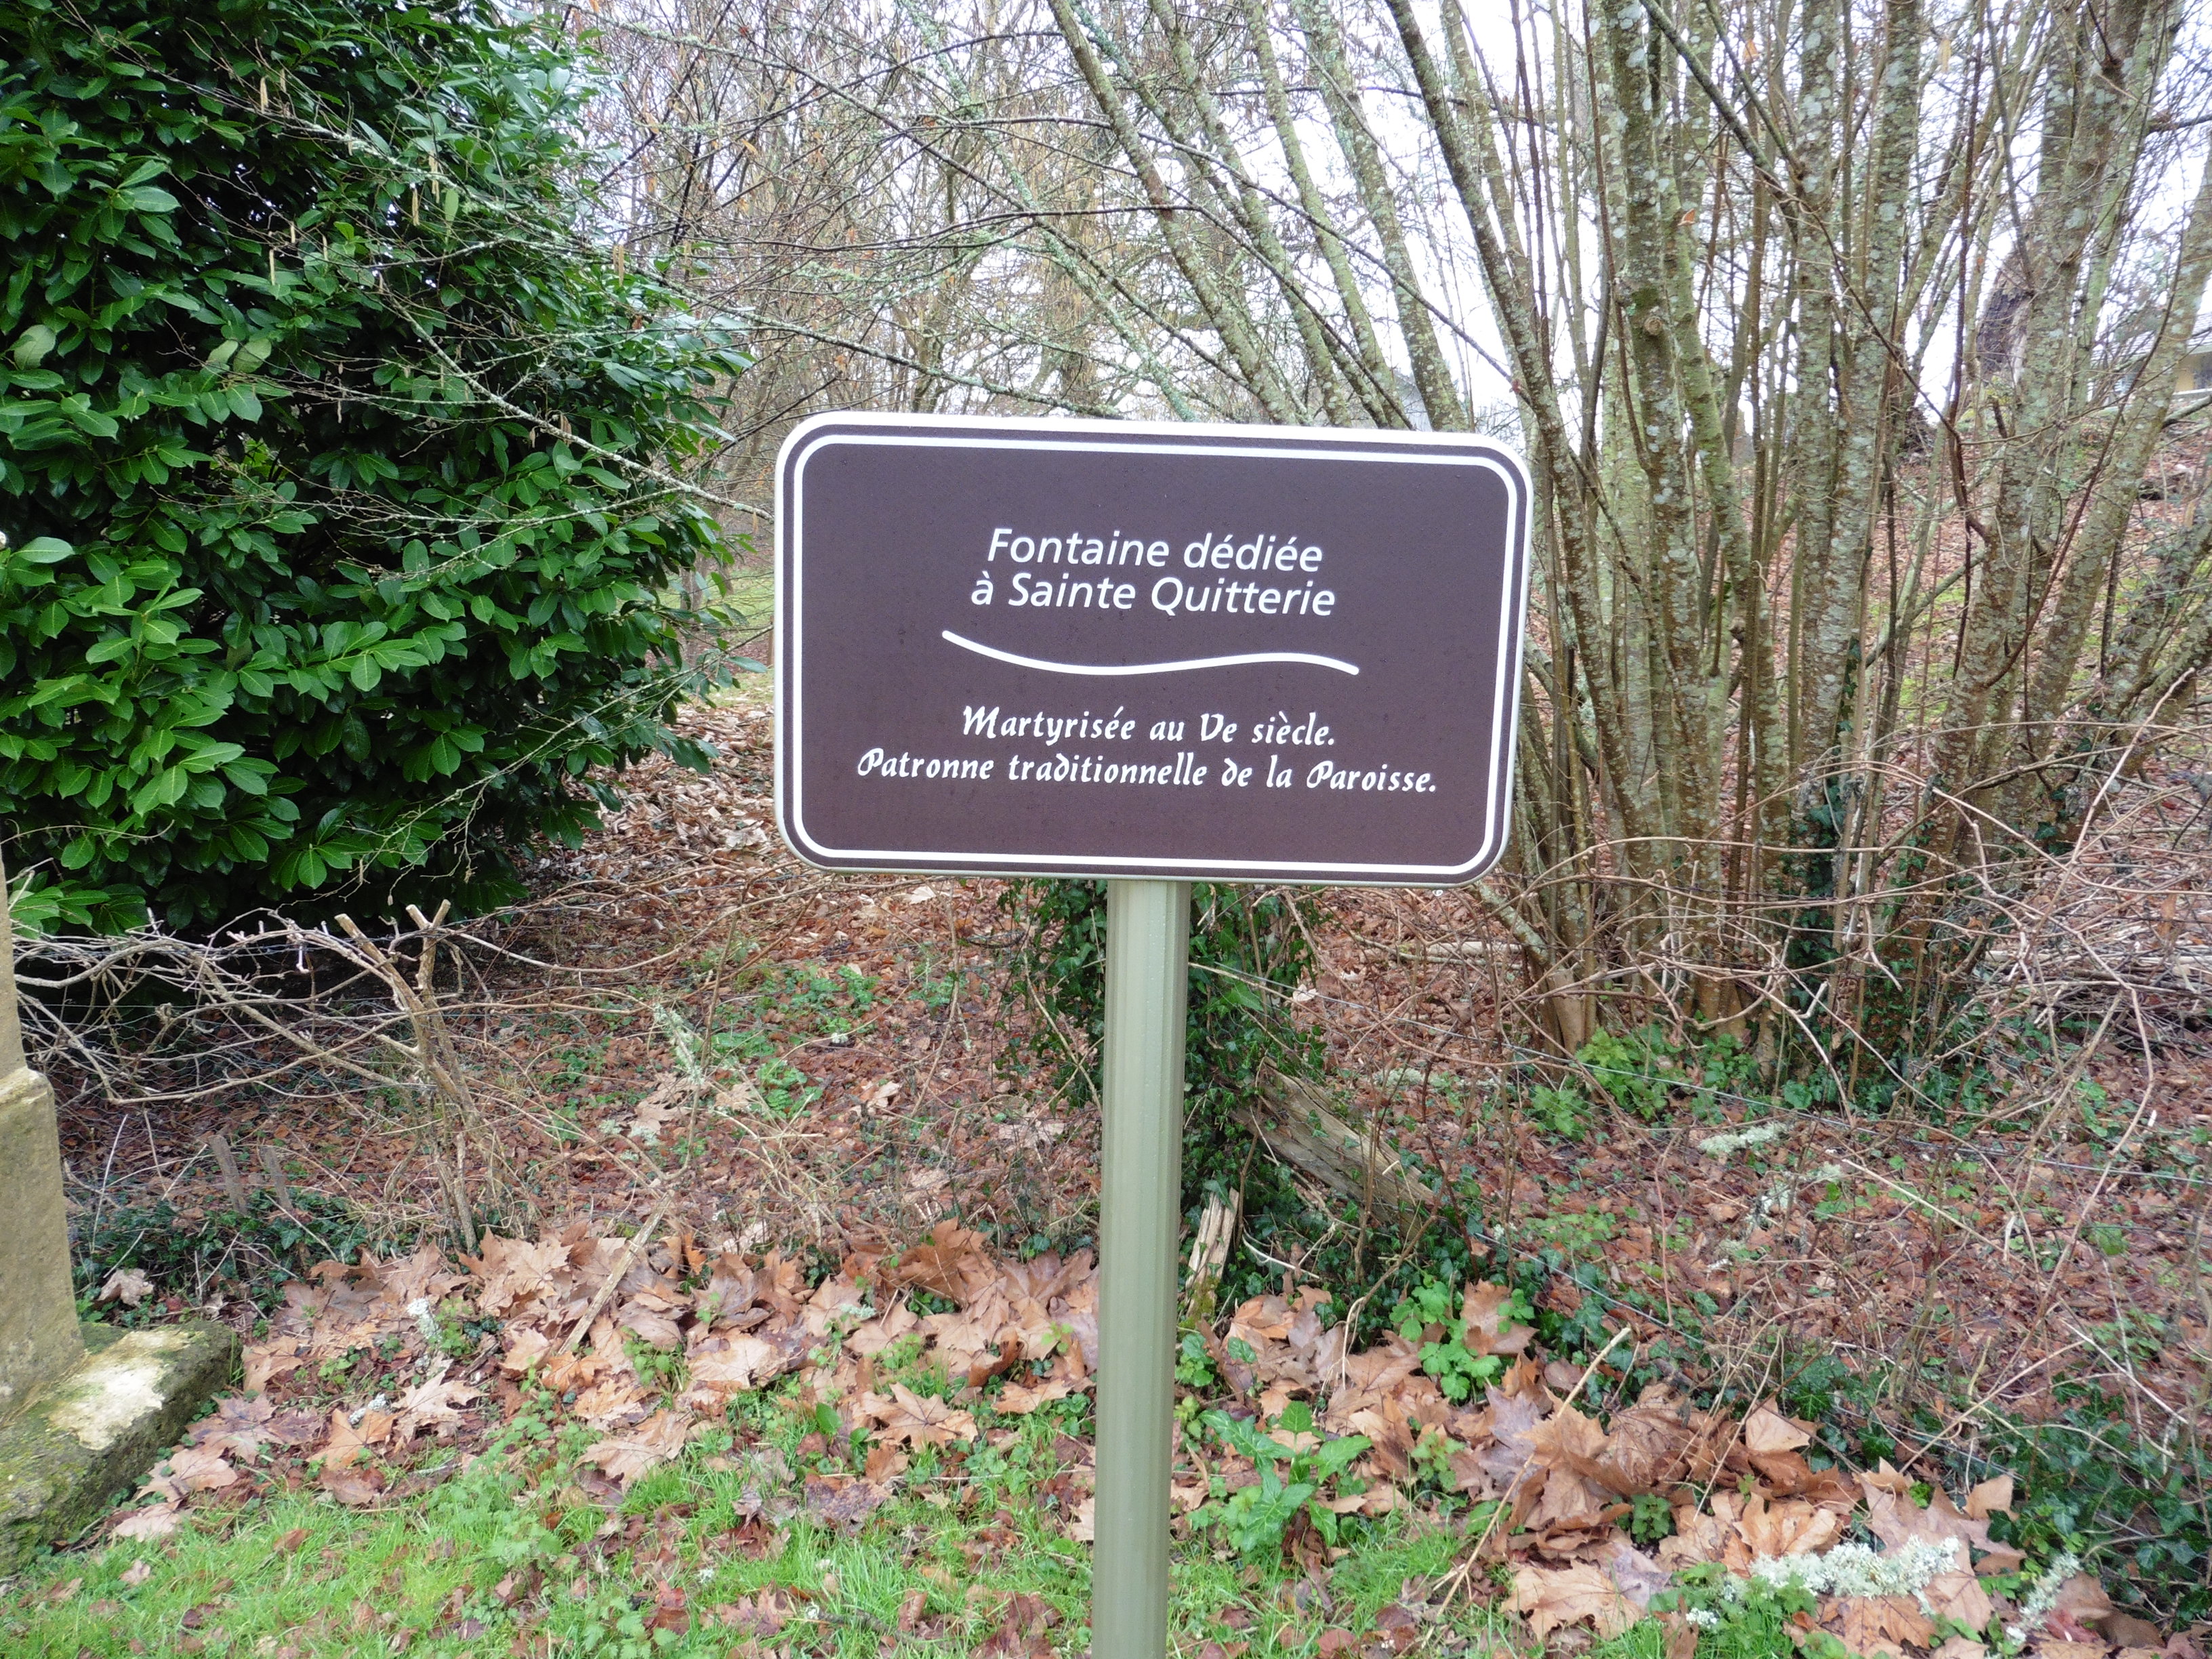 Fontaine dédiée
à Sainte Quitterie
Martyrisée au Ve siècle.
Patronne traditionnelle de la Paroisse.